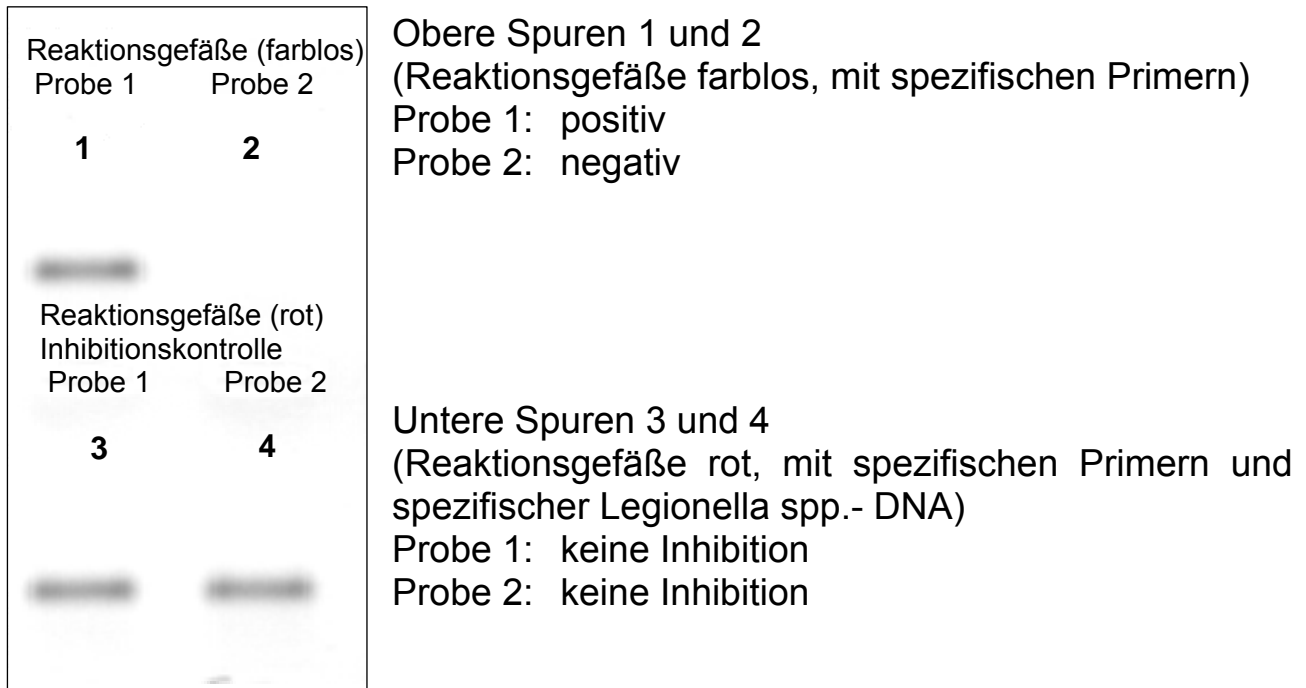 Reaktionsgefäße (farblos)
Probe 1 Probe 2
1 2
Reaktionsgefäße (rot)
Inhibitionskontrolle
Probe 1 Probe 2
3 4
Obere Spuren 1 und 2
(Reaktionsgefäße farblos, mit spezifischen Primern)
Probe 1: positiv
Probe 2: negativ
Untere Spuren 3 und 4
(Reaktionsgefäße rot, mit spezifischen Primern und
spezifischer Legionella spp.- DNA)
Probe 1: keine Inhibition
Probe 2: keine Inhibition